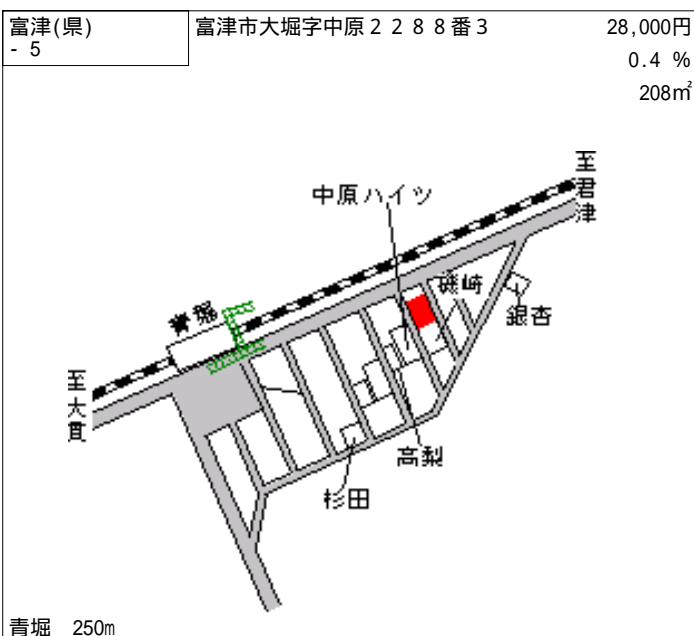 富津(県)
- 5
富津市大堀字中原２２８８番３
28,000円
0.4 %
208㎡
至君津
中原ハイツ
磯崎
銀杏
青堀
至大貫
高梨
杉田
青堀 250m